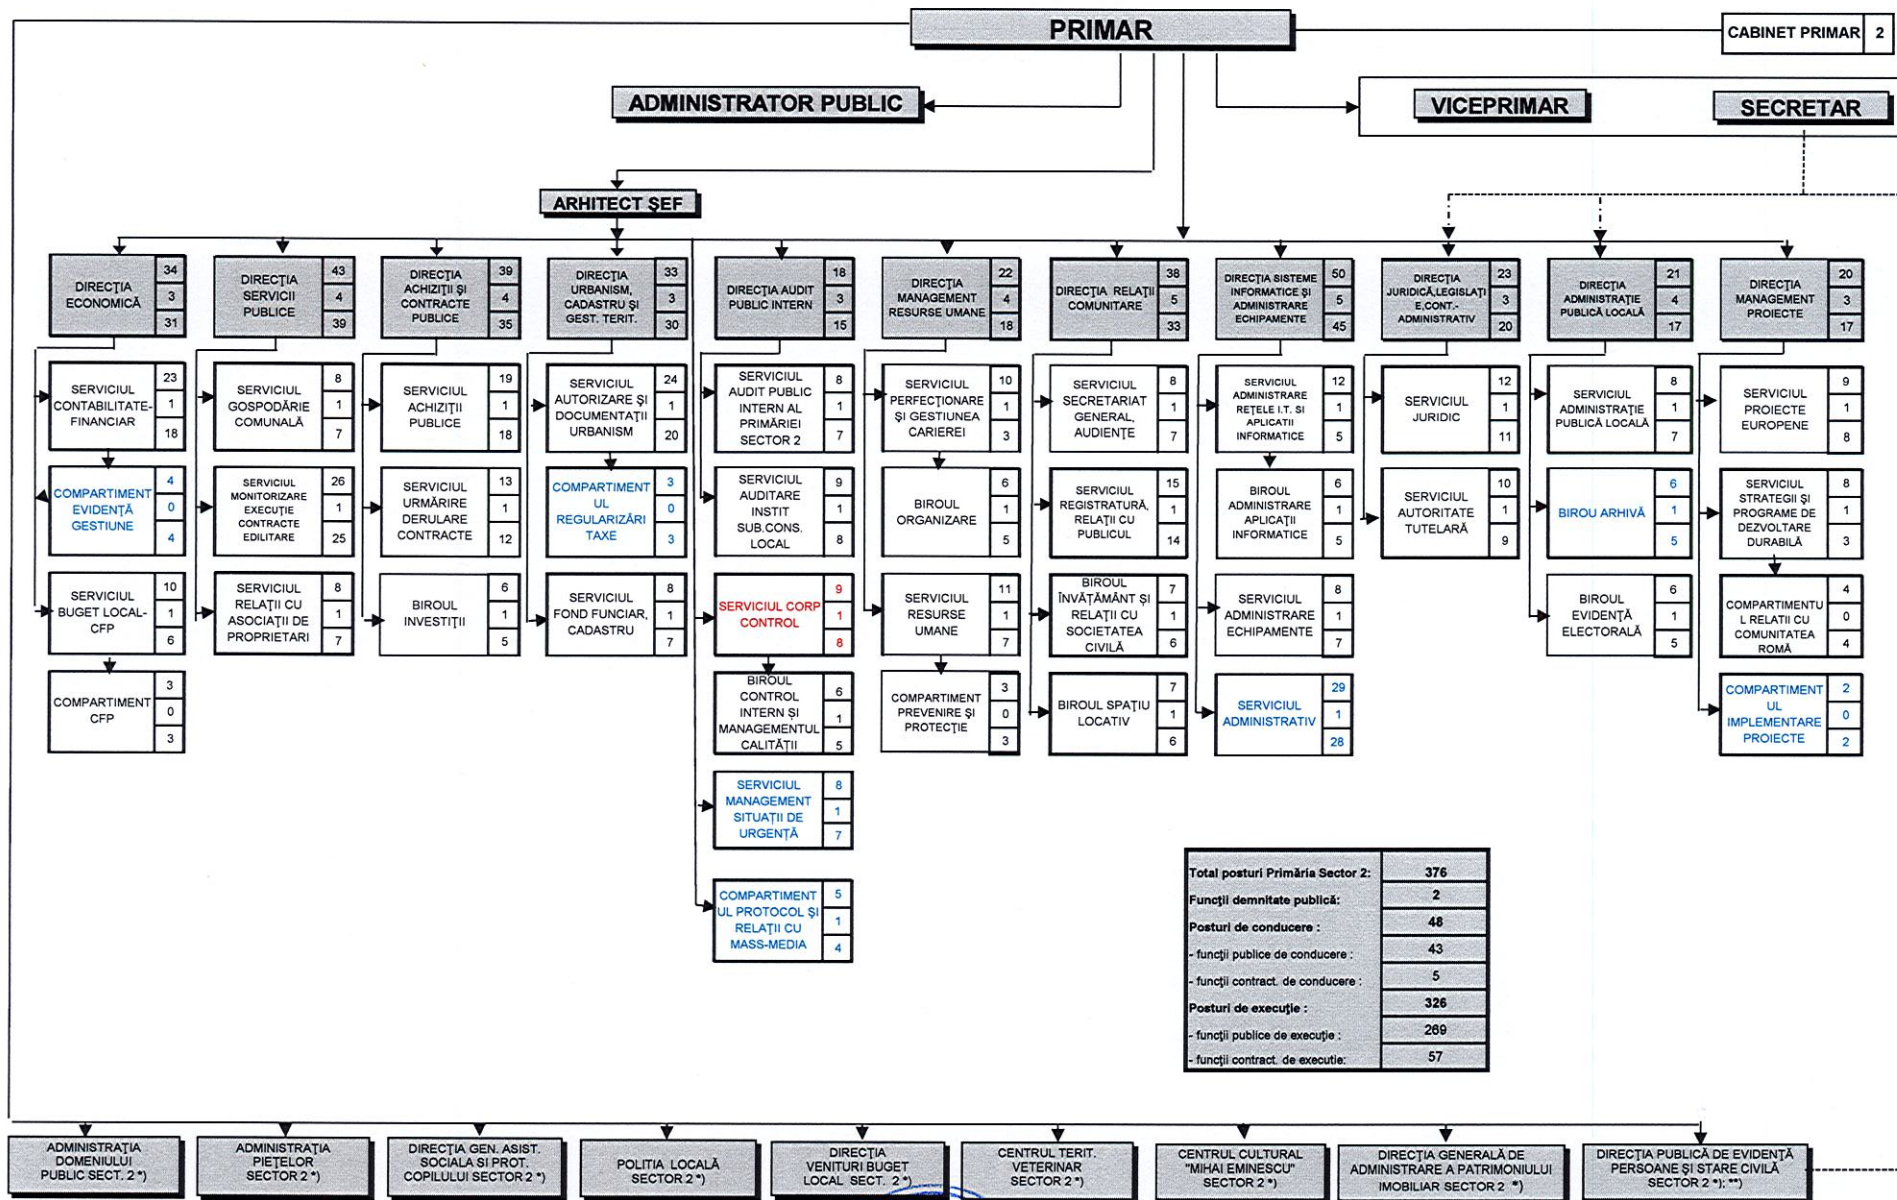 PRIMAR
CABINET PRIMAR 2
ADMINISTRATOR PUBLIC
VICEPRIMAR
SECRETAR
ARHITECT ŞEF
DIRECŢIA
ECONOMICĂ
34
3
31
DIRECŢIA
SERVICII
PUBLICE
43
4
39
DIRECŢIA
ACHIZIŢII ŞI
CONTRACTE
PUBLICE
39
4
35
DIRECŢIA
URBANISM,
CADASTRU ŞI
GEST. TERIT.
33
3
30
DIRECŢIA AUDIT
PUBLIC INTERN
18
3
15
DIRECŢIA
MANAGEMENT
RESURSE UMANE
22
4
18
DIRECŢIA RELAŢII
COMUNITARE
38
5
33
DIRECŢIA SISTEME
INFORMATICE ŞI
ADMINISTRARE
ECHIPAMENTE
50
5
45
DIRECŢIA
JURIDICĂ,LEGISLAŢI
E,CONT.-
ADMINISTRATIV
23
3
20
DIRECŢIA
ADMINISTRAŢIE
PUBLICĂ LOCALĂ
21
4
17
DIRECŢIA
MANAGEMENT
PROIECTE
20
3
17
SERVICIUL
CONTABILITATE-
FINANCIAR
23
1
18
SERVICIUL
GOSPODĂRIE
COMUNALĂ
8
1
7
SERVICIUL
ACHIZIŢII
PUBLICE
19
1
18
SERVICIUL
AUTORIZARE ŞI
DOCUMENTAŢII
URBANISM
24
1
20
SERVICIUL
AUDIT PUBLIC
INTERN AL
PRIMĂRIEI
SECTOR 2
8
1
7
SERVICIUL
PERFECŢIONARE
ŞI GESTIUNEA
CARIEREI
10
1
3
SERVICIUL
SECRETARIAT
GENERAL,
AUDIENŢE
8
1
7
SERVICIUL
ADMINISTRARE
REŢELE I.T. SI
APLICATII
INFORMATICE
12
1
5
SERVICIUL
JURIDIC
12
1
11
SERVICIUL
ADMINISTRAŢIE
PUBLICĂ LOCALĂ
8
1
7
SERVICIUL
PROIECTE
EUROPENE
9
1
8
COMPARTIMENT
EVIDENŢĂ
GESTIUNE
4
0
4
SERVICIUL
MONITORIZARE
EXECUŢIE
CONTRACTE
EDILITARE
26
1
25
SERVICIUL
URMĂRIRE
DERULARE
CONTRACTE
13
1
12
COMPARTIMENT
UL
REGULARIZĂRI
TAXE
3
0
3
SERVICIUL
AUDITARE
INSTIT
SUB.CONS.
LOCAL
9
1
8
BIROUL
ORGANIZARE
6
1
5
SERVICIUL
REGISTRATURĂ,
RELAŢII CU
PUBLICUL
15
1
14
BIROUL
ADMINISTRARE
APLICAŢII
INFORMATICE
6
1
5
SERVICIUL
AUTORITATE
TUTELARĂ
10
1
9
BIROU ARHIVĂ
6
1
5
SERVICIUL
STRATEGII ŞI
PROGRAME DE
DEZVOLTARE
DURABILĂ
8
1
3
SERVICIUL
BUGET LOCAL-
CFP
10
1
6
SERVICIUL
RELAŢII CU
ASOCIAŢII DE
PROPRIETARI
8
1
7
BIROUL
INVESTIŢII
6
1
5
SERVICIUL
FOND FUNCIAR,
CADASTRU
8
1
7
SERVICIUL CORP
CONTROL
9
1
8
SERVICIUL
RESURSE
UMANE
11
1
7
BIROUL
ÎNVĂŢĂMÂNT ŞI
RELAŢII CU
SOCIETATEA
CIVILĂ
7
1
6
SERVICIUL
ADMINISTRARE
ECHIPAMENTE
8
1
7
BIROUL
EVIDENŢĂ
ELECTORALĂ
6
1
5
COMPARTIMENTU
L RELATII CU
COMUNITATEA
ROMĂ
4
0
4
COMPARTIMENT
CFP
3
0
3
BIROUL
CONTROL
INTERN ŞI
MANAGEMENTUL
CALITĂŢII
6
1
5
COMPARTIMENT
PREVENIRE ŞI
PROTECŢIE
3
0
3
BIROUL SPAŢIU
LOCATIV
7
1
6
SERVICIUL
ADMINISTRATIV
29
1
28
COMPARTIMENT
UL
IMPLEMENTARE
PROIECTE
2
0
2
SERVICIUL
MANAGEMENT
SITUAŢII DE
URGENŢĂ
8
1
7
COMPARTIMENT
UL PROTOCOL ŞI
RELAŢII CU
MASS-MEDIA
5
1
4
Total posturi Primăria Sector 2: 376
Funcţii demnitate publică: 2
Posturi de conducere : 48
- funcţii publice de conducere : 43
- funcţii contract. de conducere : 5
Posturi de execuţie : 326
- funcţii publice de execuţie : 269
- funcţii contract. de executie: 57
ADMINISTRAŢIA
DOMENIULUI
PUBLIC SECT. 2 *)
ADMINISTRAŢIA
PIEŢELOR
SECTOR 2 *)
DIRECŢIA GEN. ASIST.
SOCIALA SI PROT.
COPILULUI SECTOR 2 *)
POLITIA LOCALĂ
SECTOR 2 *)
DIRECŢIA
VENITURI BUGET
LOCAL SECT. 2 *)
CENTRUL TERIT.
VETERINAR
SECTOR 2 *)
CENTRUL CULTURAL
"MIHAI EMINESCU"
SECTOR 2 *)
DIRECŢIA GENERALĂ DE
ADMINISTRARE A PATRIMONIULUI
IMOBILIAR SECTOR 2 *)
DIRECŢIA PUBLICĂ DE EVIDENŢĂ
PERSOANE ŞI STARE CIVILĂ
SECTOR 2 *); **)